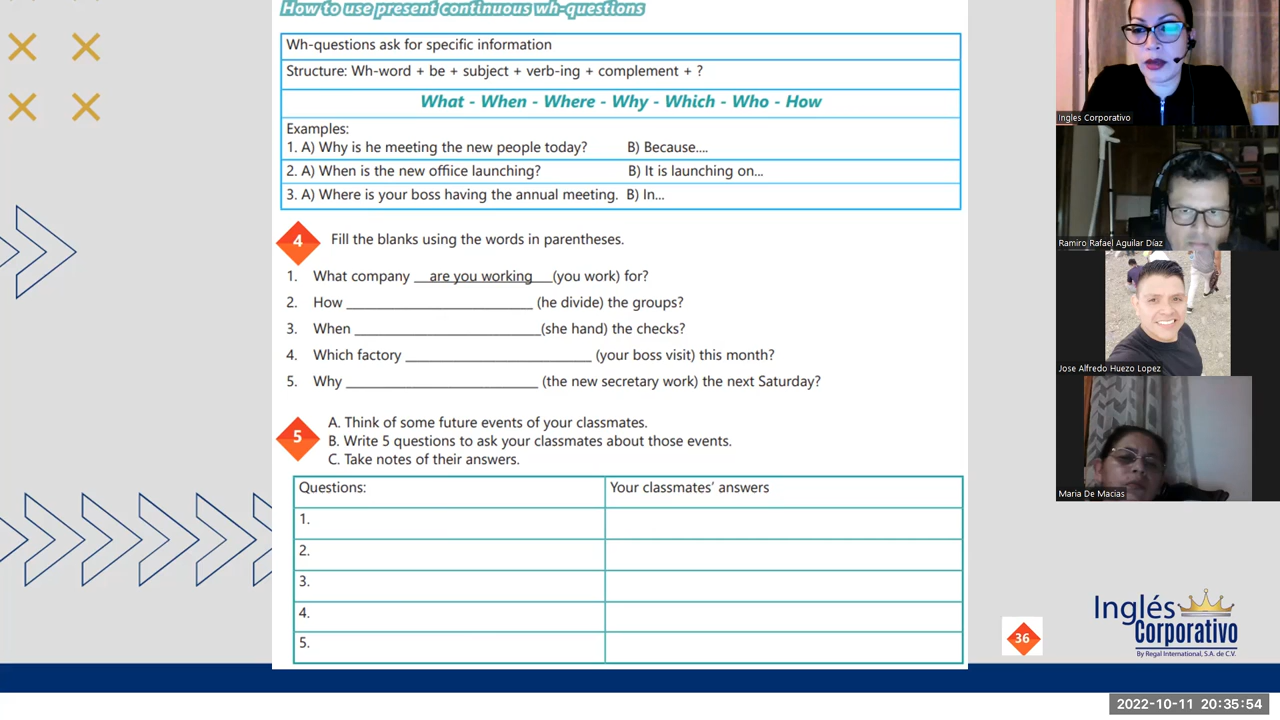 How to use present continuous wh-questions
Wh-questions ask for specific information
Structure: Wh-word + be + subject + verb-ing + complement + ?
What - When - Where - Why - Which - Who - How
Examples:
1. A) Why is he meeting the new people today? B) Because....
2. A) When is the new office launching? B) It is launching on...
3. A) Where is your boss having the annual meeting. B) In...
4 Fill the blanks using the words in parentheses.
1. What company __are you working___(you work) for?
2. How ___________________________ (he divide) the groups?
3. When ___________________________(she hand) the checks?
4. Which factory ___________________________ (your boss visit) this month?
5. Why ____________________________ (the new secretary work) the next Saturday?
5
A. Think of some future events of your classmates.
B. Write 5 questions to ask your classmates about those events.
C. Take notes of their answers.
Questions: Your classmates' answers
1.
2.
3.
4.
5.
36
Inglés
Corporativo
By Regal International, S.A. de C.V.
Ingles Corporativo
Ramiro Rafael Aguilar Díaz
Jose Alfredo Huezo Lopez
Maria De Macias
2022-10-11 20:35:54